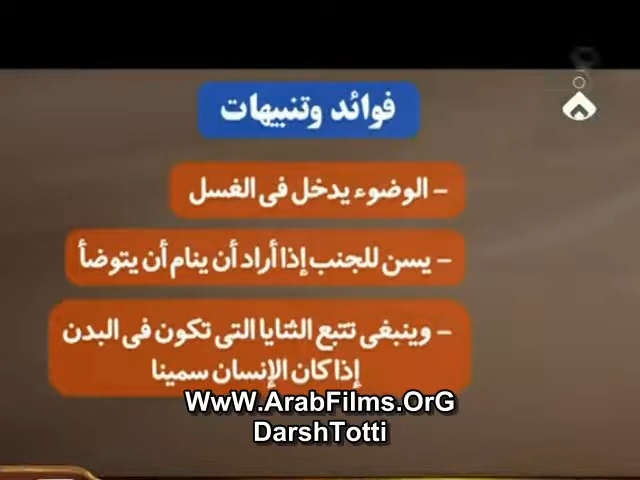 فوائد وتنبيهات
- الوضوء يدخل فى الغسل
- يسن للجنب إذا أراد أن ينام أن يتوضأ
- وينبغى تتبع الثنايا التى تكون فى البدن
إذا كان الإنسان سمينا
WwW.ArabFilms.OrG
DarshTotti